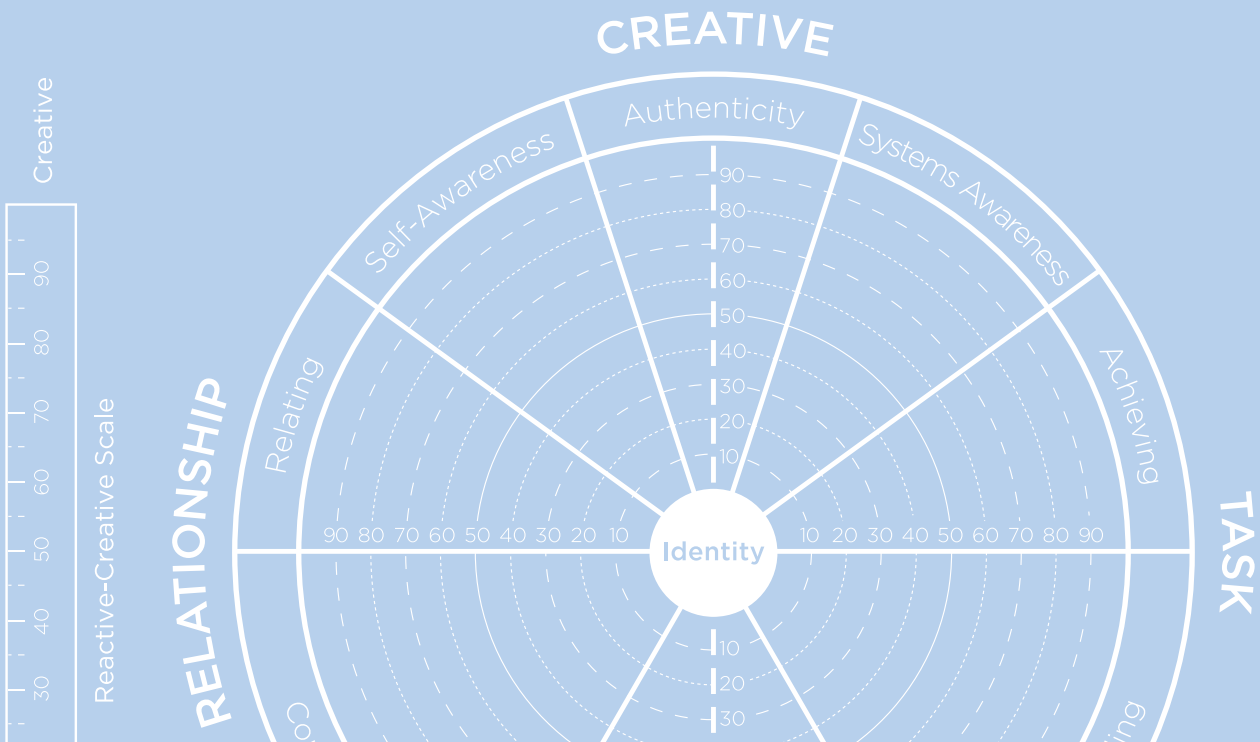 CREATIVE
Authenticity
Self-Awareness
Systems Awareness
Relating
Achieving
RELATIONSHIP
TASK
Identity
90
80
70
60
50
40
30
20
10
90 80 70 60 50 40 30 20 10
10 20 30 40 50 60 70 80 90
10
20
30
Creative
90
80
70
60
50
40
30
Reactive-Creative Scale